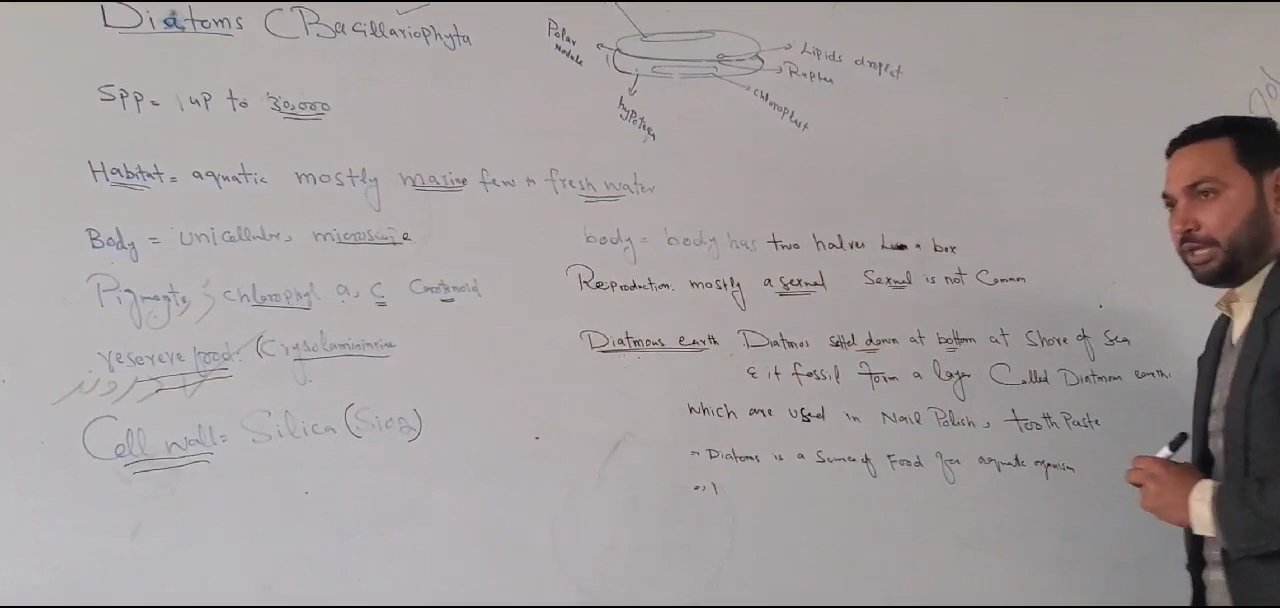 Diatoms (Bacillariophyta
Spp = up to 30,000
Habitat = aquatic mostly marine few in fresh water
Body = unicellular, microscopic
Pigments, chlorophyl a, c Carotenoid
resereve food: (Crysolaminarine
Cell wall = Silica (SiO2)
Polar
nodule
Lipids droplet
Raphe
chloroplast
hypotheca
body = body has two halves Like a box
Reproduction: mostly asexual Sexual is not Common
Diatmous earth Diatmos settel down at bottom at Shore of Sea
& it fossil form a layer Called Diatmom earth.
which are used in Nail Polish, tooth Paste
Diatoms is a Source of Food for aquatic organism